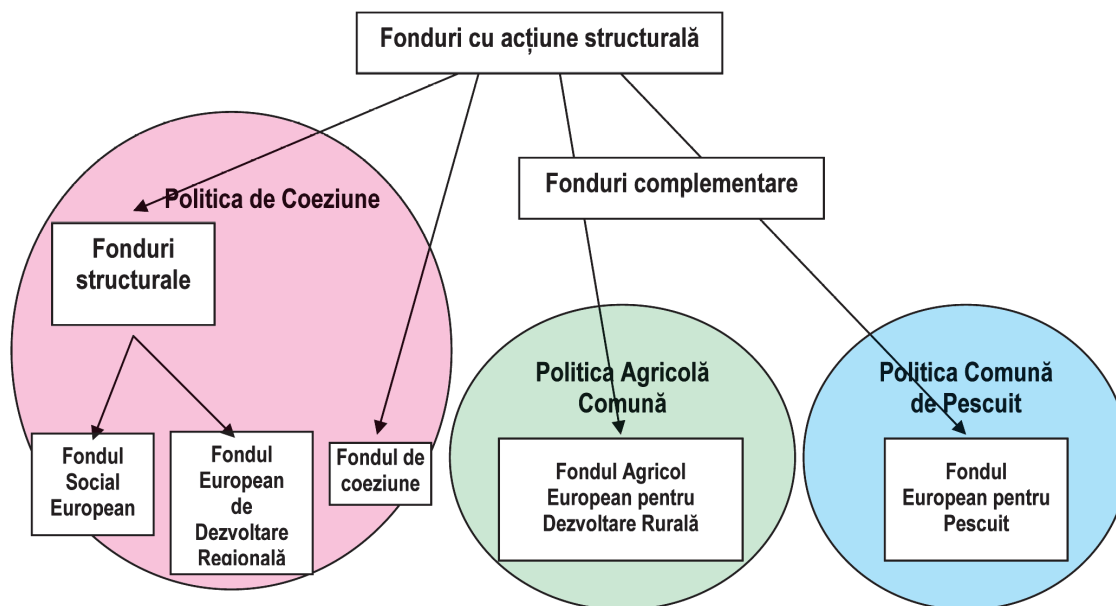 Fonduri cu acțiune structurală
Fonduri complementare
Politica de Coeziune
Fonduri
structurale
Fondul
Social
European
Fondul
European
de
Dezvoltare
Regională
Fondul de
coeziune
Politica Agricolă
Comună
Fondul Agricol
European pentru
Dezvoltare Rurală
Politica Comună
de Pescuit
Fondul
European pentru
Pescuit